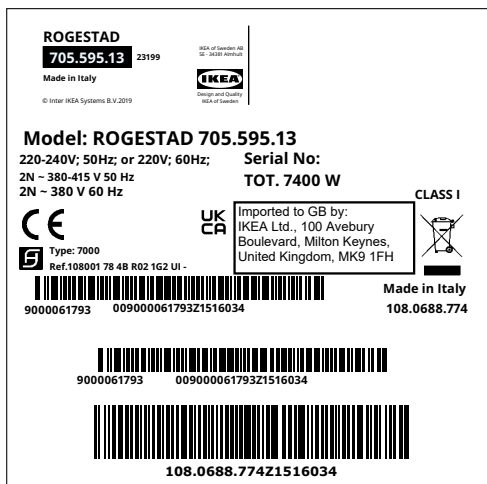 ROGESTAD
705.595.13 23199
Made in Italy
© Inter IKEA Systems B.V.2019
IKEA of Sweden AB
SE - 34381 Älmhult
IKEA
Design and Quality
IKEA of Sweden
Model: ROGESTAD 705.595.13
220-240V; 50Hz; or 220V; 60Hz;
2N ~ 380-415 V 50 Hz
2N ~ 380 V 60 Hz
Serial No:
TOT. 7400 W
CLASS I
CE
UK
CA
Imported to GB by:
IKEA Ltd., 100 Avebury
Boulevard, Milton Keynes,
United Kingdom, MK9 1FH
Type: 7000
Ref.108001 78 4B R02 1G2 UI -
9000061793 009000061793Z1516034
Made in Italy
108.0688.774
9000061793 009000061793Z1516034
108.0688.774Z1516034